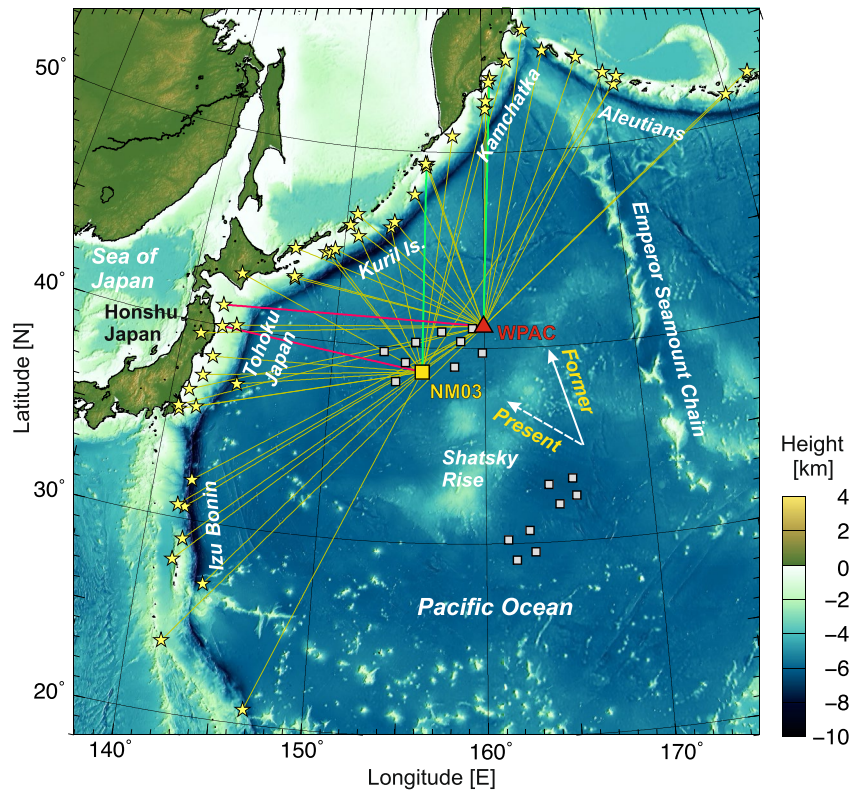 50°
40°
30°
20°
Latitude [N]
140°
150°
160°
170°
Longitude [E]
Kamchatka
Aleutians
Sea of
Japan
Kuril Is.
Emperor Seamount Chain
Honshu
Japan
Tohoku
Japan
WPAC
NM03
Former
Present
Shatsky
Rise
Izu Bonin
Pacific Ocean
Height
[km]
4
2
0
−2
−4
−6
−8
−10